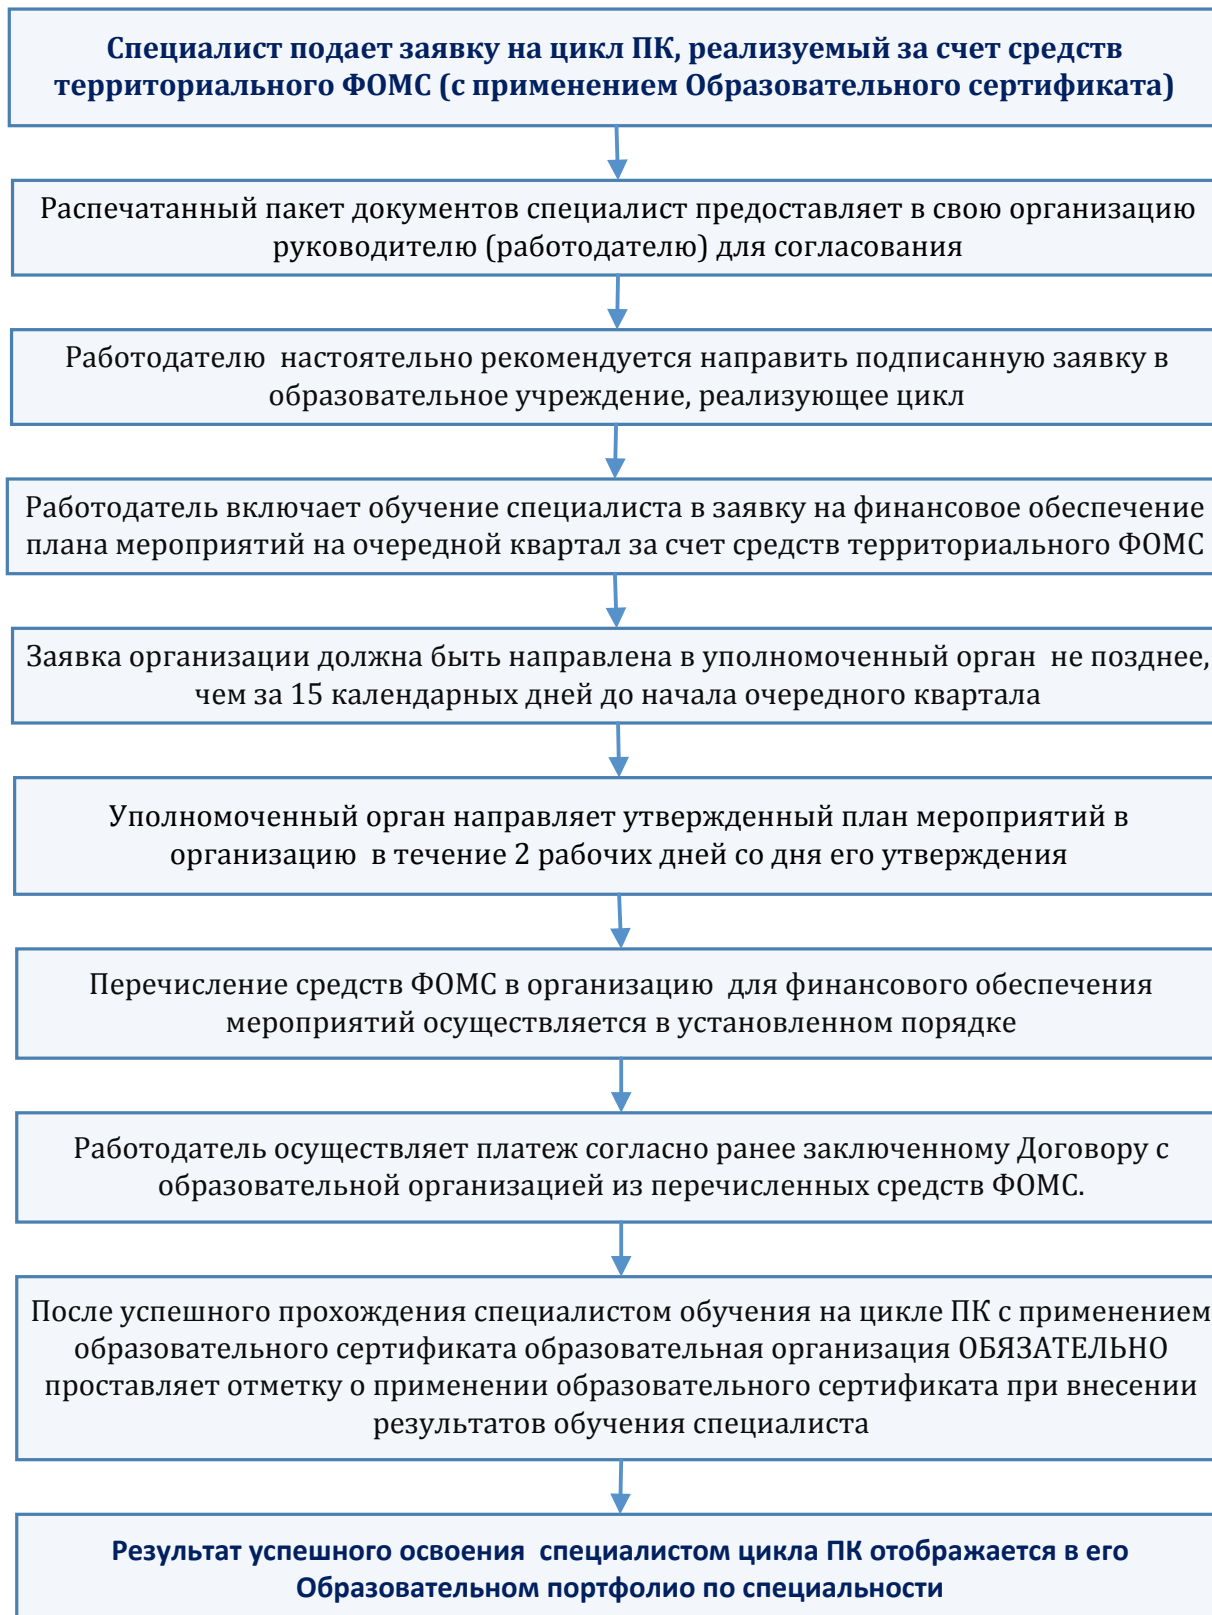 Специалист подает заявку на цикл ПК, реализуемый за счет средств
территориального ФОМС (с применением Образовательного сертификата)
Распечатанный пакет документов специалист предоставляет в свою организацию
руководителю (работодателю) для согласования
Работодателю настоятельно рекомендуется направить подписанную заявку в
образовательное учреждение, реализующее цикл
Работодатель включает обучение специалиста в заявку на финансовое обеспечение
плана мероприятий на очередной квартал за счет средств территориального ФОМС
Заявка организации должна быть направлена в уполномоченный орган не позднее,
чем за 15 календарных дней до начала очередного квартала
Уполномоченный орган направляет утвержденный план мероприятий в
организацию в течение 2 рабочих дней со дня его утверждения
Перечисление средств ФОМС в организацию для финансового обеспечения
мероприятий осуществляется в установленном порядке
Работодатель осуществляет платеж согласно ранее заключенному Договору с
образовательной организацией из перечисленных средств ФОМС.
После успешного прохождения специалистом обучения на цикле ПК с применением
образовательного сертификата образовательная организация ОБЯЗАТЕЛЬНО
проставляет отметку о применении образовательного сертификата при внесении
результатов обучения специалиста
Результат успешного освоения специалистом цикла ПК отображается в его
Образовательном портфолио по специальности